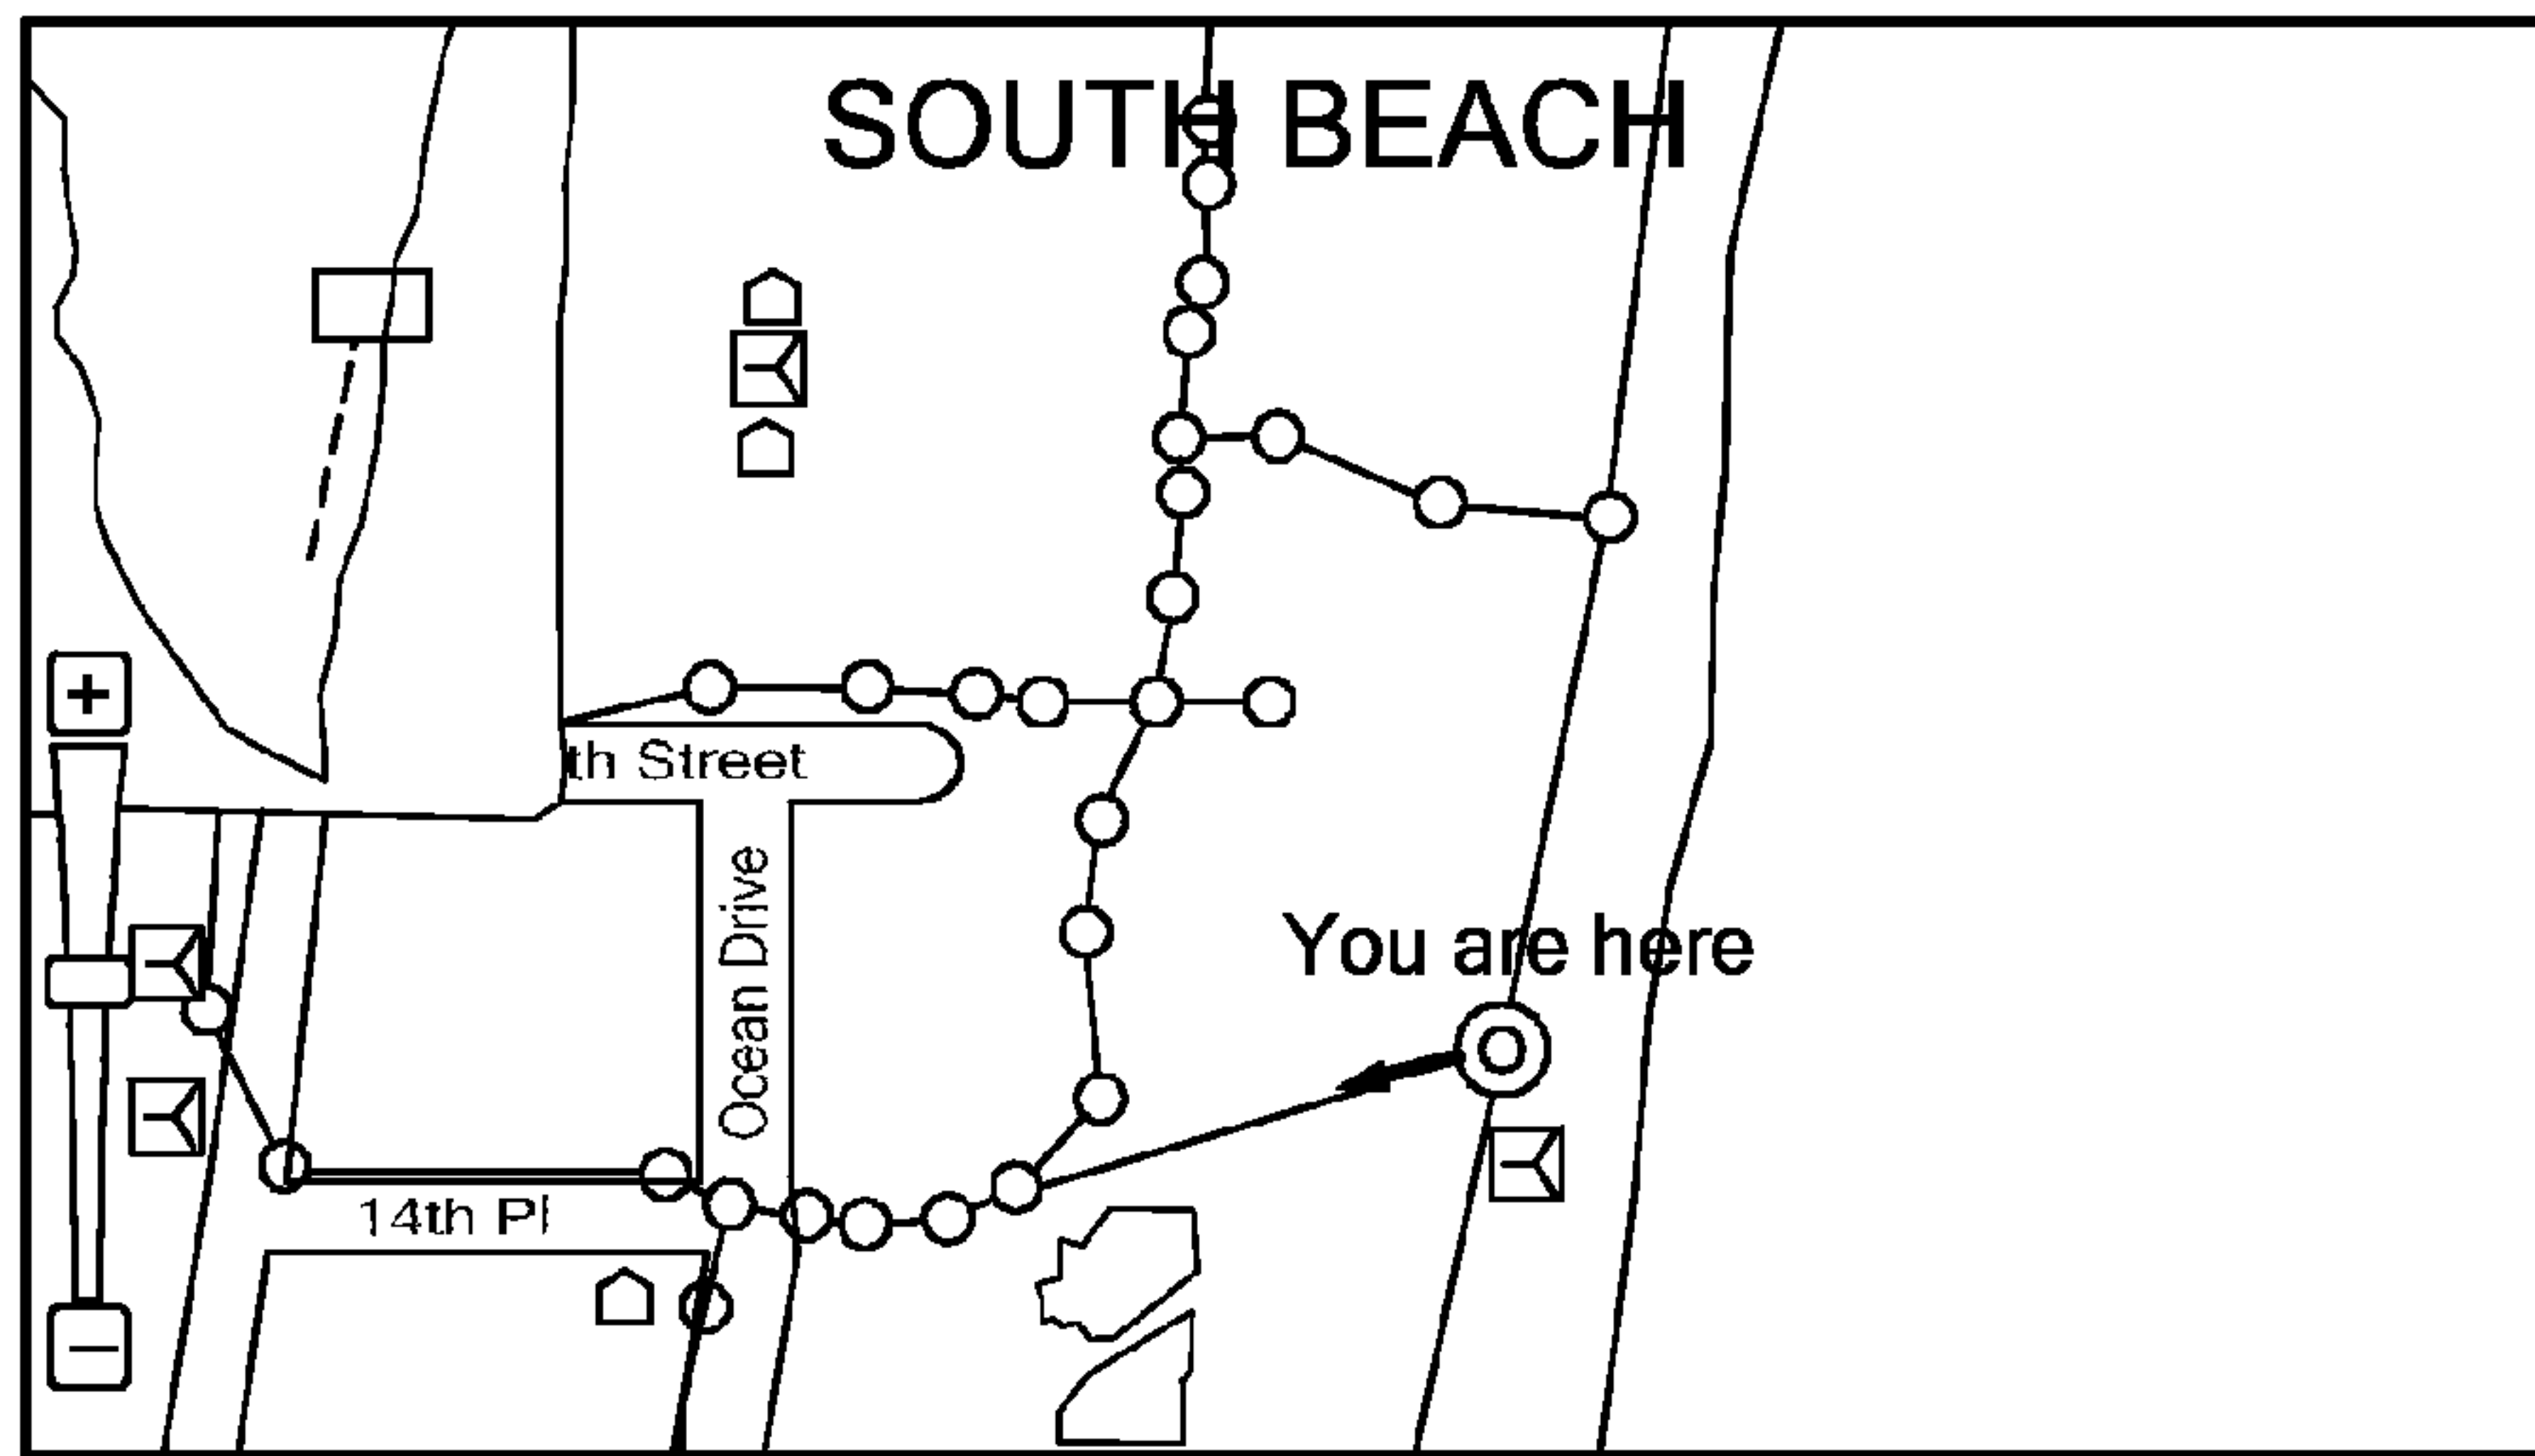 SOUTH BEACH
+
th Street
Ocean Drive
You are here
14th Pl
−